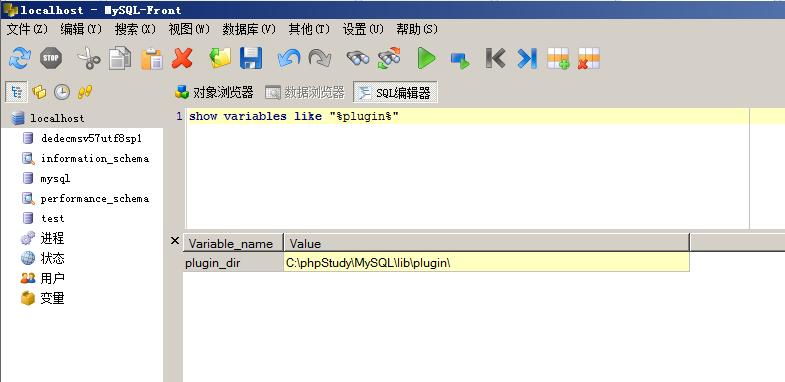 localhost - MySQL-Front
文件(Z) 编辑(Y) 搜索(X) 视图(W) 数据库(V) 其他(T) 设置(U) 帮助(S)
STOP
对象浏览器 数据浏览器 SQL编辑器
localhost
dedecmsv57utf8sp1
information_schema
mysql
performance_schema
test
进程
状态
用户
变量
1 show variables like "%plugin%"
Variable_name Value
plugin_dir C:\phpStudy\MySQL\lib\plugin\